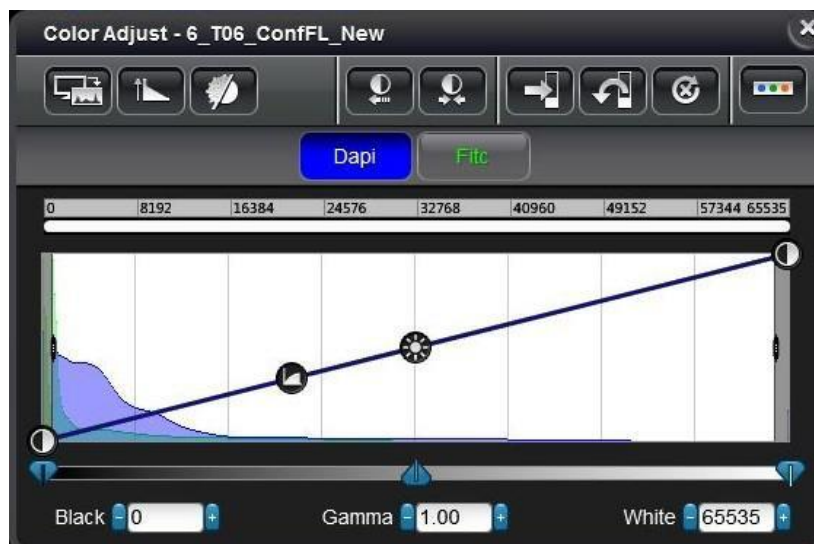 Color Adjust - 6_T06_ConfFL_New
Dapi Fitc
0 8192 16384 24576 32768 40960 49152 57344 65535
Black - 0 + Gamma - 1.00 + White - 65535 +